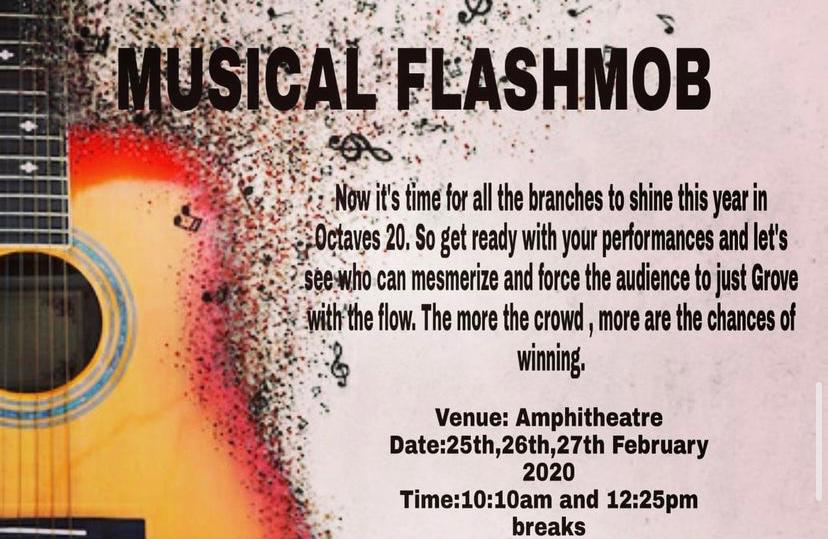 MUSICAL FLASHMOB
Now it's time for all the branches to shine this year in
Octaves 20. So get ready with your performances and let's
see who can mesmerize and force the audience to just Grove
with the flow. The more the crowd , more are the chances of
winning.
Venue: Amphitheatre
Date:25th,26th,27th February
2020
Time:10:10am and 12:25pm
breaks